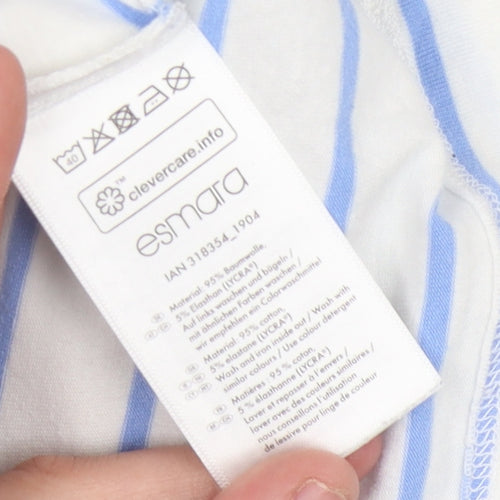 40
clevercare.info
TM
esmara
IAN 318354_1904
Material: 95% Baumwolle,
5% Elasthan (LYCRA®)
Auf links waschen und bügeln /
mit ähnlichen Farben waschen /
wir empfehlen ein Colorwaschmittel
Material: 95% cotton,
5% elastane (LYCRA®)
Wash and iron inside out / Wash with
similar colours / Use colour detergent
Matières: 95 % coton,
5 % élasthanne (LYCRA®)
Laver et repasser à l'envers /
laver avec des couleurs similaires /
nous conseillons l'utilisation
de lessive pour linge de couleur